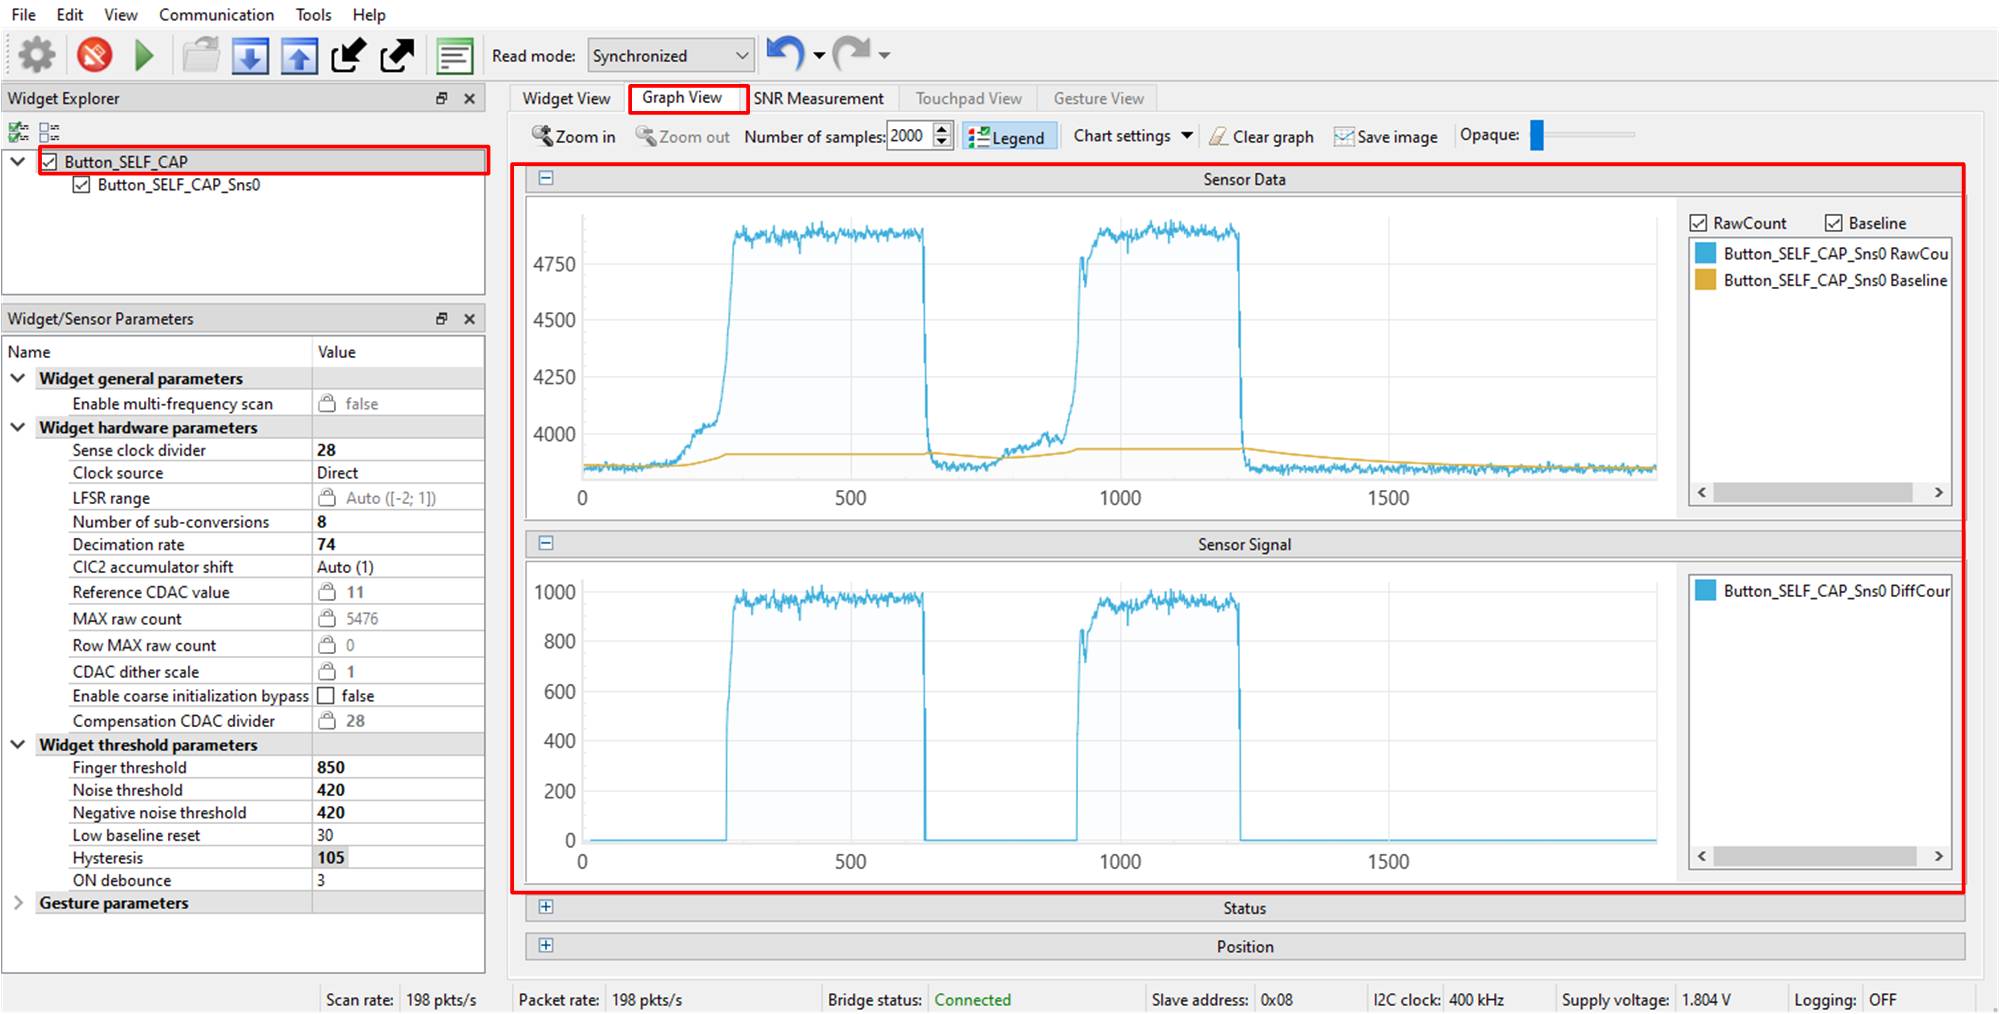 File Edit View Communication Tools Help
Read mode: Synchronized
Widget Explorer
Button_SELF_CAP
Button_SELF_CAP_Sns0
Widget/Sensor Parameters
Name Value
Widget general parameters
Enable multi-frequency scan false
Widget hardware parameters
Sense clock divider 28
Clock source Direct
LFSR range Auto ([-2; 1])
Number of sub-conversions 8
Decimation rate 74
CIC2 accumulator shift Auto (1)
Reference CDAC value 11
MAX raw count 5476
Row MAX raw count 0
CDAC dither scale 1
Enable coarse initialization bypass false
Compensation CDAC divider 28
Widget threshold parameters
Finger threshold 850
Noise threshold 420
Negative noise threshold 420
Low baseline reset 30
Hysteresis 105
ON debounce 3
Gesture parameters
Widget View Graph View SNR Measurement Touchpad View Gesture View
Zoom in Zoom out Number of samples: 2000 Legend Chart settings Clear graph Save image Opaque:
Sensor Data
4750
4500
4250
4000
0 500 1000 1500
RawCount Baseline
Button_SELF_CAP_Sns0 RawCou
Button_SELF_CAP_Sns0 Baseline
Sensor Signal
1000
800
600
400
200
0
0 500 1000 1500
Button_SELF_CAP_Sns0 DiffCour
Status
Position
Scan rate: 198 pkts/s Packet rate: 198 pkts/s Bridge status: Connected Slave address: 0x08 I2C clock: 400 kHz Supply voltage: 1.804 V Logging: OFF